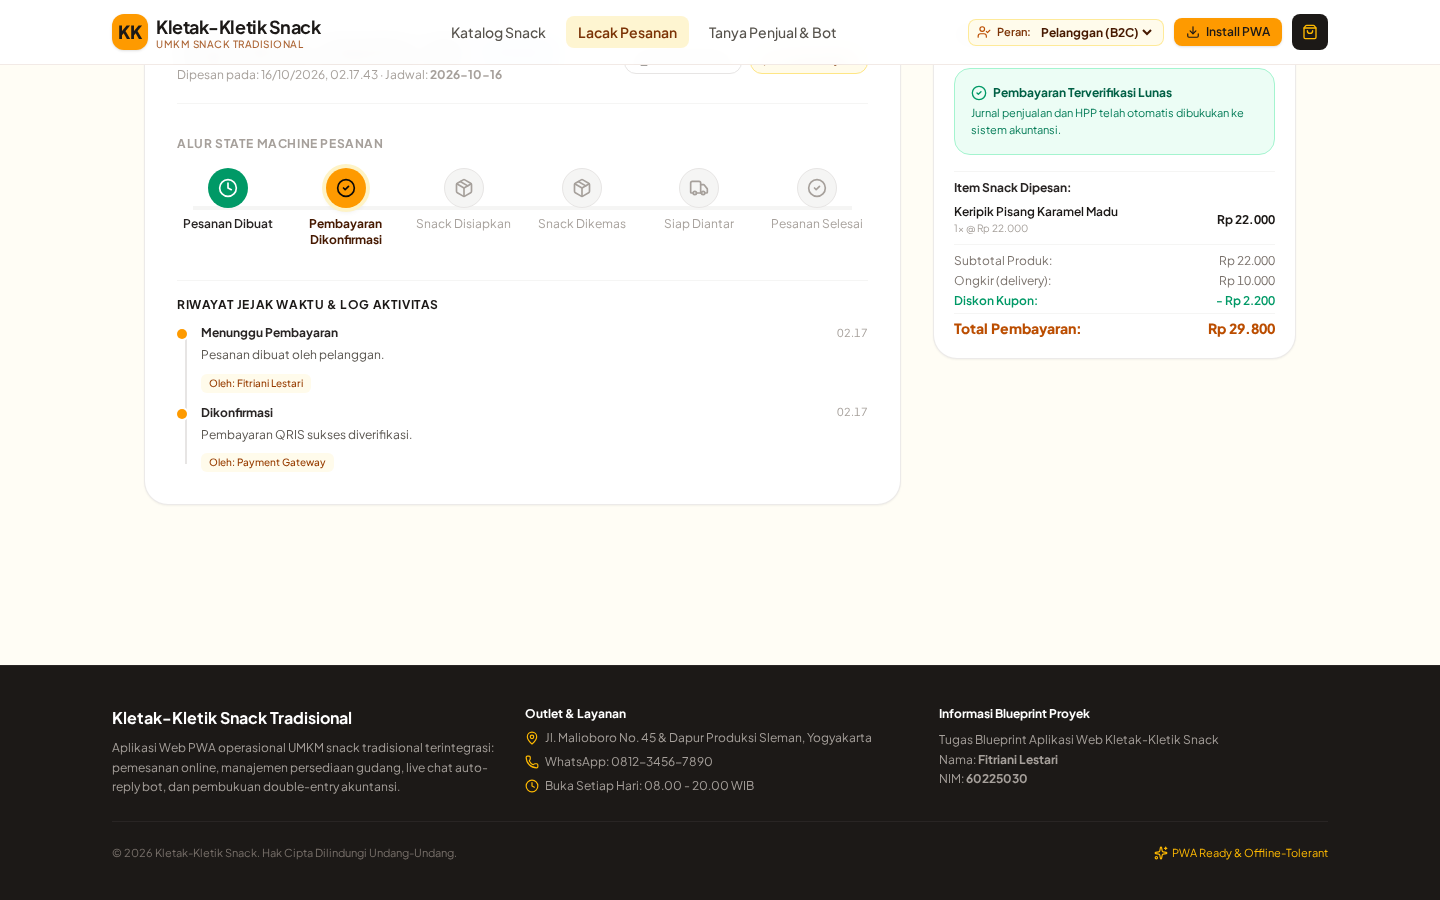 KK
Kletak-Kletik Snack
UMKM SNACK TRADISIONAL
Katalog Snack
Lacak Pesanan
Tanya Penjual & Bot
Peran: Pelanggan (B2C)
Install PWA
Dipesan pada: 16/10/2026, 02.17.43 · Jadwal: 2026-10-16
ALUR STATE MACHINE PESANAN
Pesanan Dibuat
Pembayaran
Dikonfirmasi
Snack Disiapkan
Snack Dikemas
Siap Diantar
Pesanan Selesai
RIWAYAT JEJAK WAKTU & LOG AKTIVITAS
Menunggu Pembayaran 02.17
Pesanan dibuat oleh pelanggan.
Oleh: Fitriani Lestari
Dikonfirmasi 02.17
Pembayaran QRIS sukses diverifikasi.
Oleh: Payment Gateway
Pembayaran Terverifikasi Lunas
Jurnal penjualan dan HPP telah otomatis dibukukan ke
sistem akuntansi.
Item Snack Dipesan:
Keripik Pisang Karamel Madu Rp 22.000
1x @ Rp 22.000
Subtotal Produk: Rp 22.000
Ongkir (delivery): Rp 10.000
Diskon Kupon: - Rp 2.200
Total Pembayaran: Rp 29.800
Kletak-Kletik Snack Tradisional
Aplikasi Web PWA operasional UMKM snack tradisional terintegrasi:
pemesanan online, manajemen persediaan gudang, live chat auto-
reply bot, dan pembukuan double-entry akuntansi.
Outlet & Layanan
Jl. Malioboro No. 45 & Dapur Produksi Sleman, Yogyakarta
WhatsApp: 0812-3456-7890
Buka Setiap Hari: 08.00 - 20.00 WIB
Informasi Blueprint Proyek
Tugas Blueprint Aplikasi Web Kletak-Kletik Snack
Nama: Fitriani Lestari
NIM: 60225030
© 2026 Kletak-Kletik Snack. Hak Cipta Dilindungi Undang-Undang.
PWA Ready & Offline-Tolerant